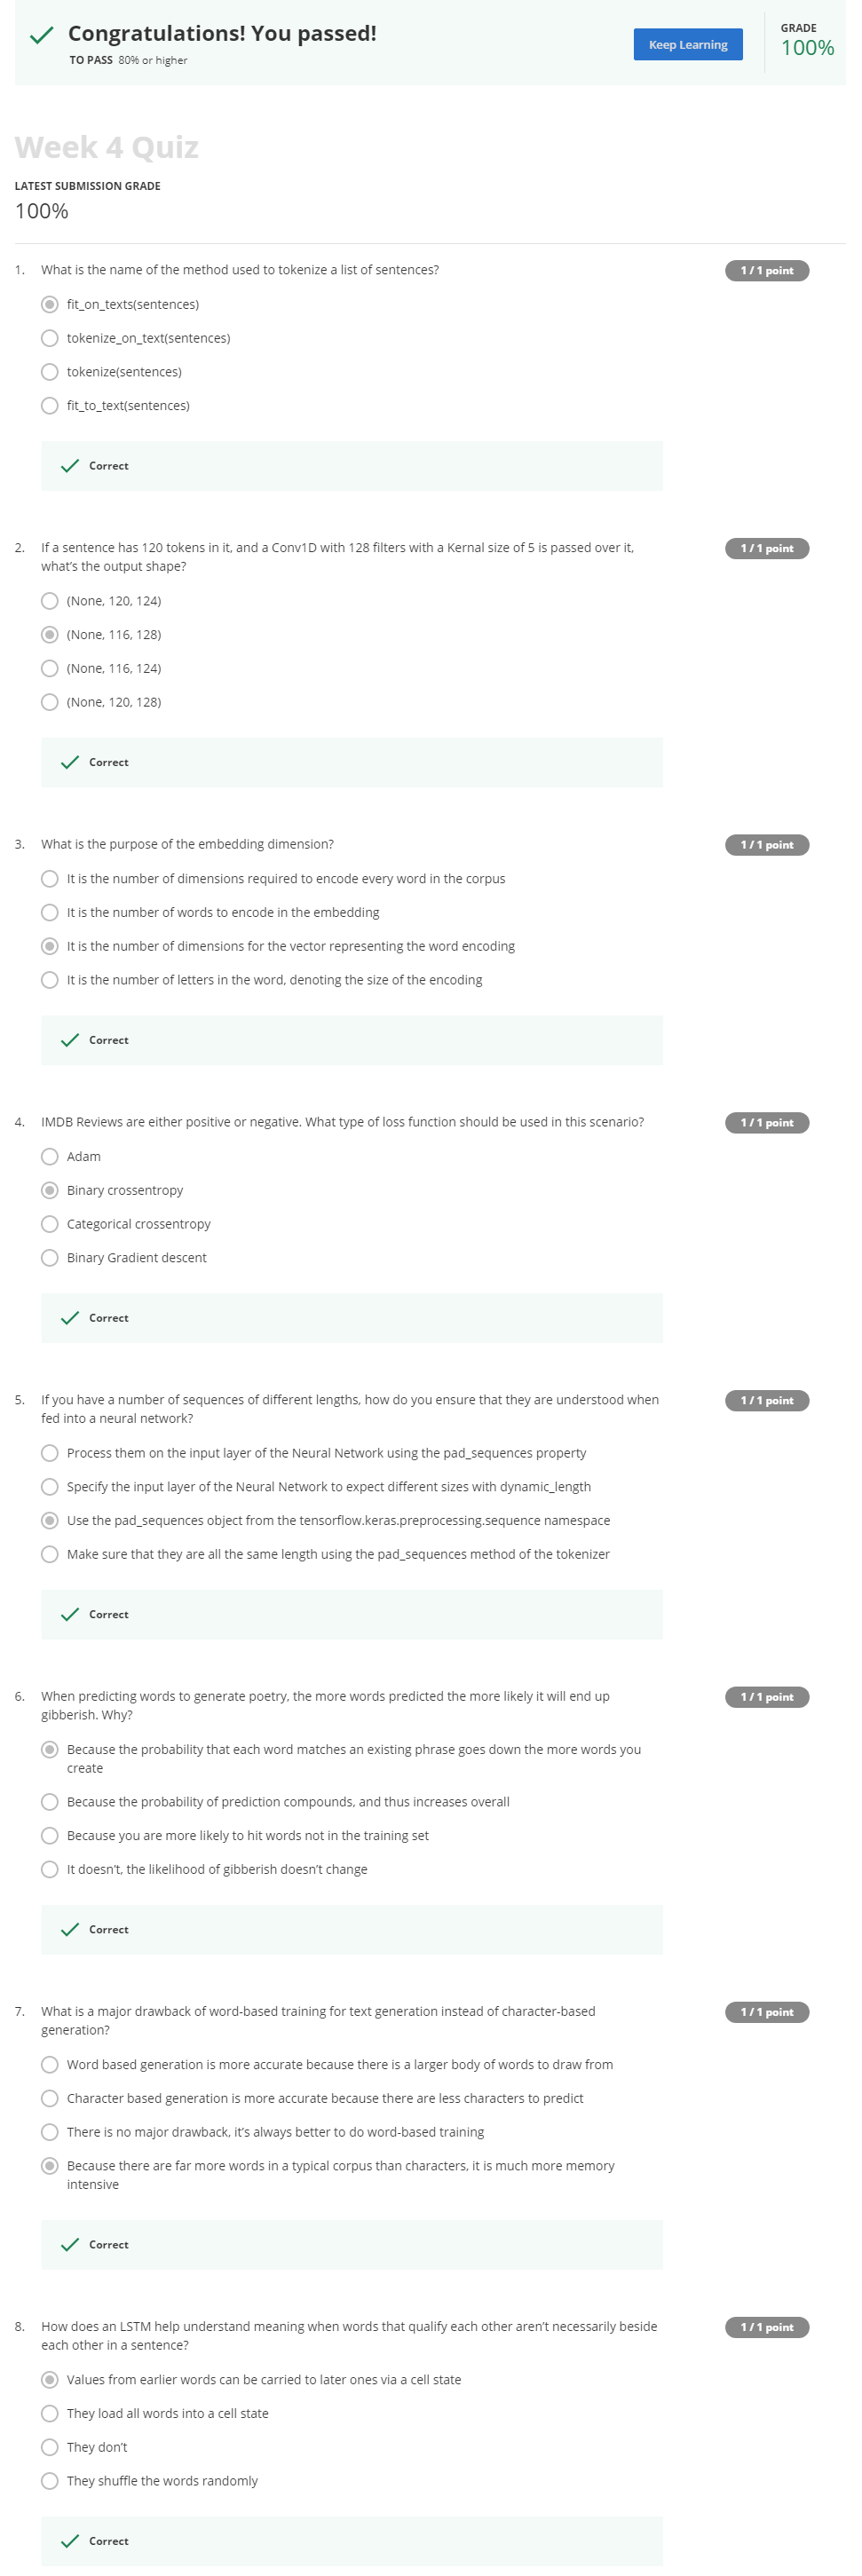 Congratulations! You passed!
TO PASS 80% or higher
Keep Learning
GRADE
100%
Week 4 Quiz
LATEST SUBMISSION GRADE
100%
1. What is the name of the method used to tokenize a list of sentences?
1 / 1 point
fit_on_texts(sentences)
tokenize_on_text(sentences)
tokenize(sentences)
fit_to_text(sentences)
Correct
2. If a sentence has 120 tokens in it, and a Conv1D with 128 filters with a Kernal size of 5 is passed over it,
what's the output shape?
1 / 1 point
(None, 120, 124)
(None, 116, 128)
(None, 116, 124)
(None, 120, 128)
Correct
3. What is the purpose of the embedding dimension?
1 / 1 point
It is the number of dimensions required to encode every word in the corpus
It is the number of words to encode in the embedding
It is the number of dimensions for the vector representing the word encoding
It is the number of letters in the word, denoting the size of the encoding
Correct
4. IMDB Reviews are either positive or negative. What type of loss function should be used in this scenario?
1 / 1 point
Adam
Binary crossentropy
Categorical crossentropy
Binary Gradient descent
Correct
5. If you have a number of sequences of different lengths, how do you ensure that they are understood when
fed into a neural network?
1 / 1 point
Process them on the input layer of the Neural Network using the pad_sequences property
Specify the input layer of the Neural Network to expect different sizes with dynamic_length
Use the pad_sequences object from the tensorflow.keras.preprocessing.sequence namespace
Make sure that they are all the same length using the pad_sequences method of the tokenizer
Correct
6. When predicting words to generate poetry, the more words predicted the more likely it will end up
gibberish. Why?
1 / 1 point
Because the probability that each word matches an existing phrase goes down the more words you
create
Because the probability of prediction compounds, and thus increases overall
Because you are more likely to hit words not in the training set
It doesn't, the likelihood of gibberish doesn't change
Correct
7. What is a major drawback of word-based training for text generation instead of character-based
generation?
1 / 1 point
Word based generation is more accurate because there is a larger body of words to draw from
Character based generation is more accurate because there are less characters to predict
There is no major drawback, it's always better to do word-based training
Because there are far more words in a typical corpus than characters, it is much more memory
intensive
Correct
8. How does an LSTM help understand meaning when words that qualify each other aren't necessarily beside
each other in a sentence?
1 / 1 point
Values from earlier words can be carried to later ones via a cell state
They load all words into a cell state
They don't
They shuffle the words randomly
Correct